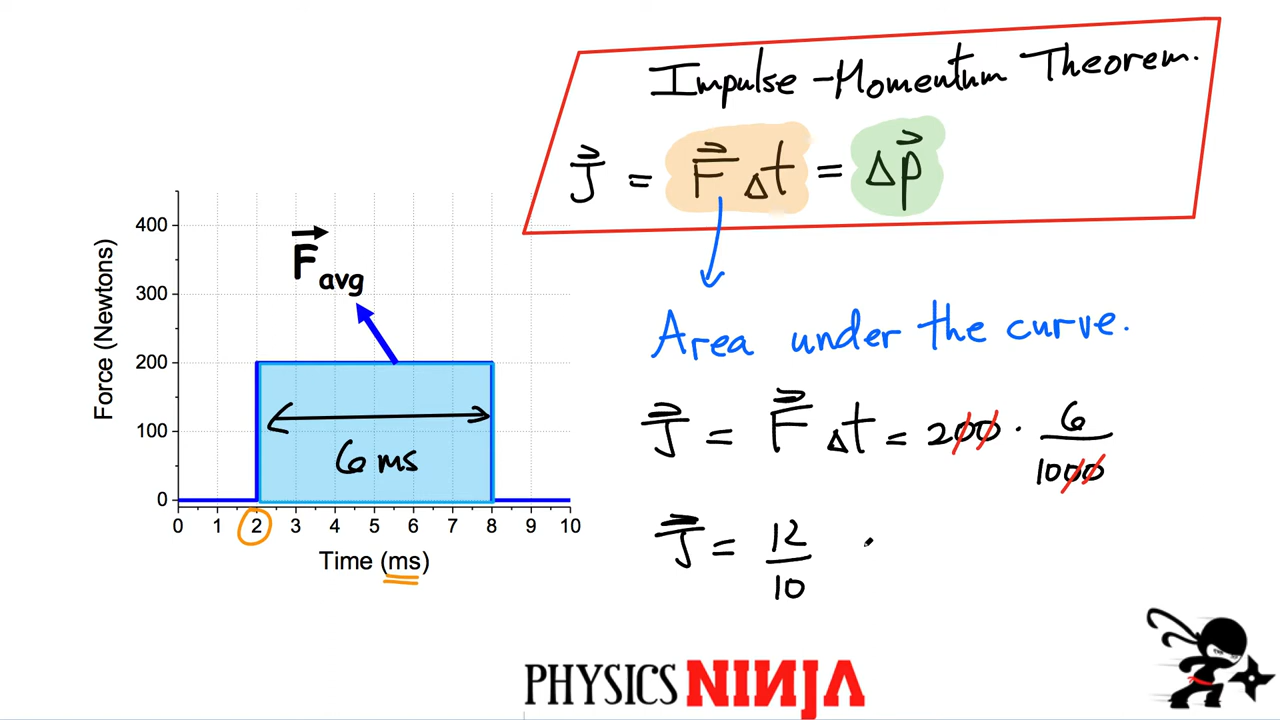 Impulse-Momentum Theorem.
J⃗ = F⃗ Δt = Δp⃗
Force (Newtons)
400
300
200
100
0
F⃗avg
6 ms
0 1 2 3 4 5 6 7 8 9 10
Time (ms)
Area under the curve.
J⃗ = F⃗ Δt = 200 · 6/1000
J⃗ = 12/10
PHYSICS NINJA